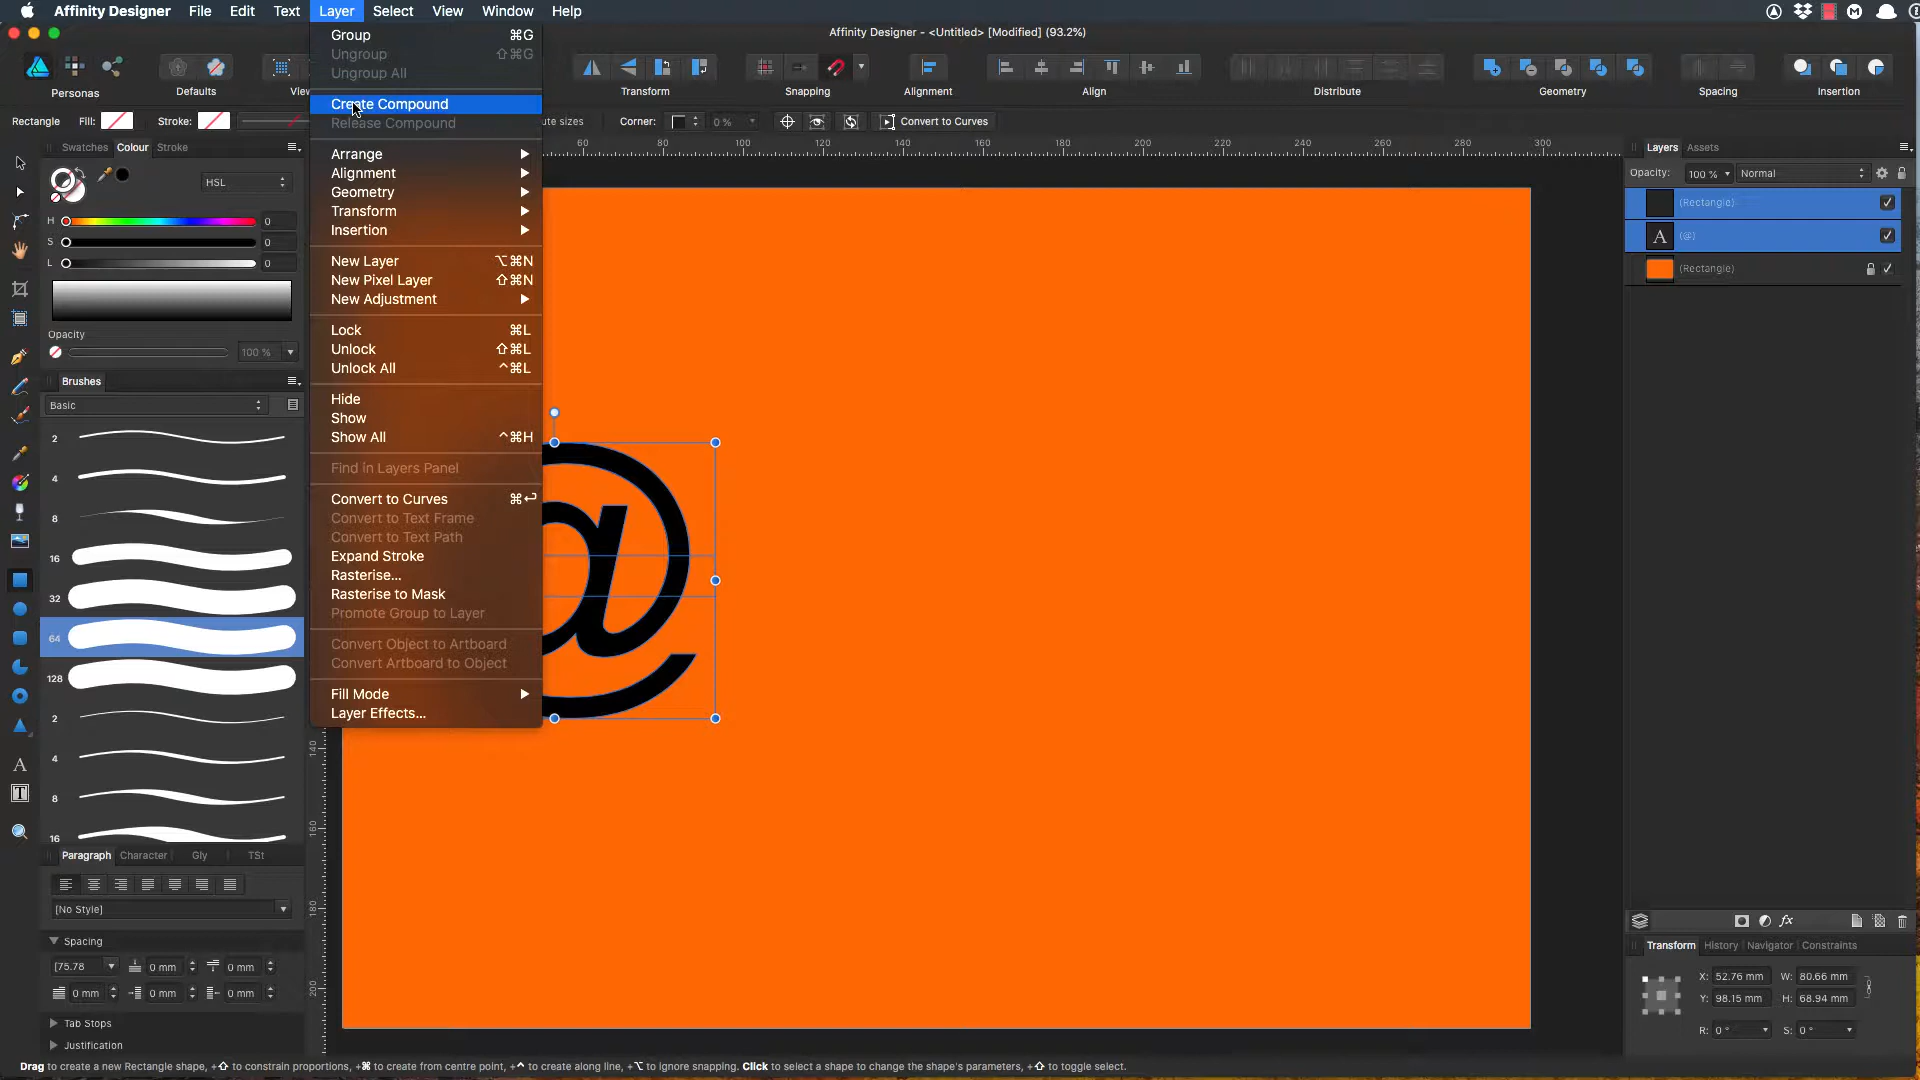 Affinity Designer File Edit Text Layer Select View Window Help
Affinity Designer - <Untitled> [Modified] (93.2%)
Personas Defaults Transform Snapping Alignment Align Distribute Geometry Spacing Insertion
Rectangle Fill: Stroke: Corner: 0 % Convert to Curves
Group ⌘G
Ungroup ⇧⌘G
Ungroup All
Create Compound
Release Compound
Arrange
Alignment
Geometry
Transform
Insertion
New Layer ⌥⌘N
New Pixel Layer ⇧⌘N
New Adjustment
Lock ⌘L
Unlock ⇧⌘L
Unlock All ^⌘L
Hide
Show
Show All ^⌘H
Find in Layers Panel
Convert to Curves ⌘↩
Convert to Text Frame
Convert to Text Path
Expand Stroke
Rasterise...
Rasterise to Mask
Promote Group to Layer
Convert Object to Artboard
Convert Artboard to Object
Fill Mode
Layer Effects...
Swatches Colour Stroke
HSL
H 0
S 0
L 0
Opacity
100 %
Brushes
Basic
2
4
8
16
32
64
128
2
4
8
16
Paragraph Character Gly TSt
[No Style]
Spacing
[75.78 0 mm 0 mm
0 mm 0 mm 0 mm
Tab Stops
Justification
60 80 100 120 140 160 180 200 220 240 260 280 300
140
160
180
200
@
Layers Assets
Opacity: 100 % Normal
(Rectangle)
A (@)
(Rectangle)
fx
Transform History Navigator Constraints
X: 52.76 mm W: 80.66 mm
Y: 98.15 mm H: 68.94 mm
R: 0 ° S: 0 °
Drag to create a new Rectangle shape, +⇧ to constrain proportions, +⌘ to create from centre point, +^ to create along line, +⌥ to ignore snapping. Click to select a shape to change the shape's parameters, +⇧ to toggle select.